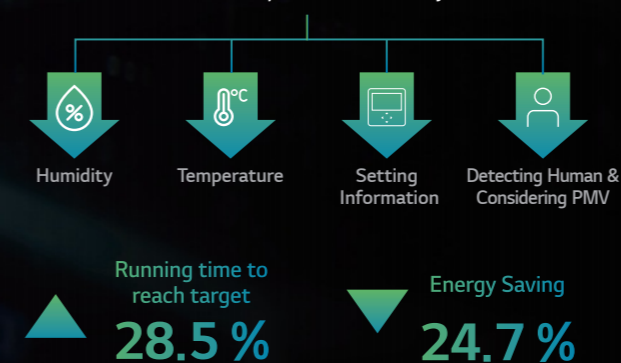 %
°C
Humidity
Temperature
Setting
Information
Detecting Human &
Considering PMV
Running time to
reach target
28.5 %
Energy Saving
24.7 %